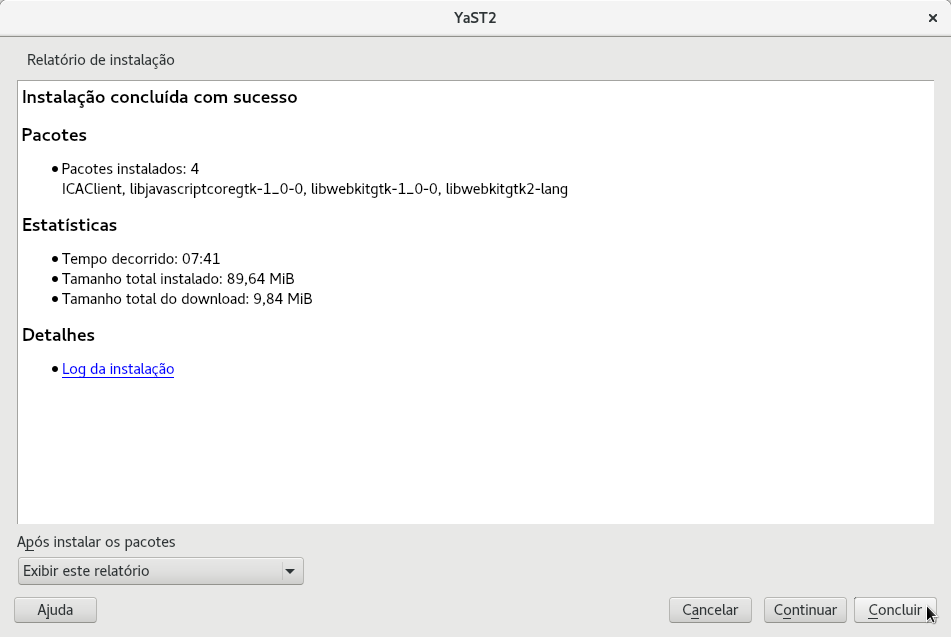 YaST2
Relatório de instalação
Instalação concluída com sucesso
Pacotes
• Pacotes instalados: 4
ICAClient, libjavascriptcoregtk-1_0-0, libwebkitgtk-1_0-0, libwebkitgtk2-lang
Estatísticas
• Tempo decorrido: 07:41
• Tamanho total instalado: 89,64 MiB
• Tamanho total do download: 9,84 MiB
Detalhes
• Log da instalação
Após instalar os pacotes
Exibir este relatório
Ajuda Cancelar Continuar Concluir